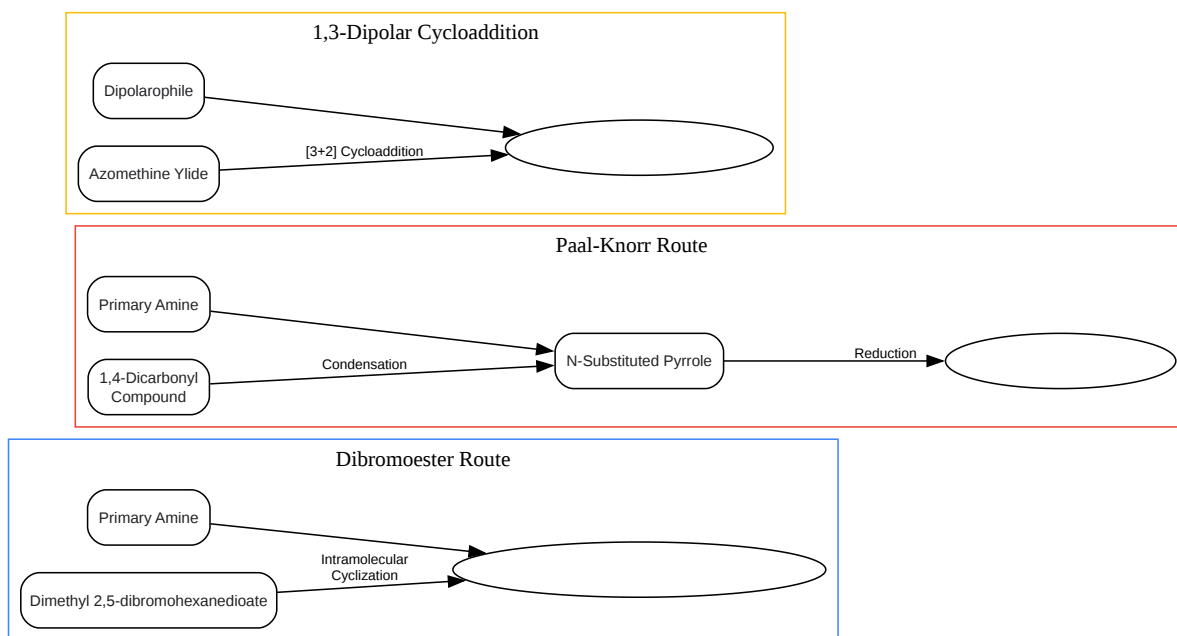 1,3-Dipolar Cycloaddition
Dipolarophile
[3+2] Cycloaddition
Azomethine Ylide
Paal-Knorr Route
Primary Amine
1,4-Dicarbonyl
Compound
Condensation
N-Substituted Pyrrole
Reduction
Dibromoester Route
Primary Amine
Intramolecular
Cyclization
Dimethyl 2,5-dibromohexanedioate